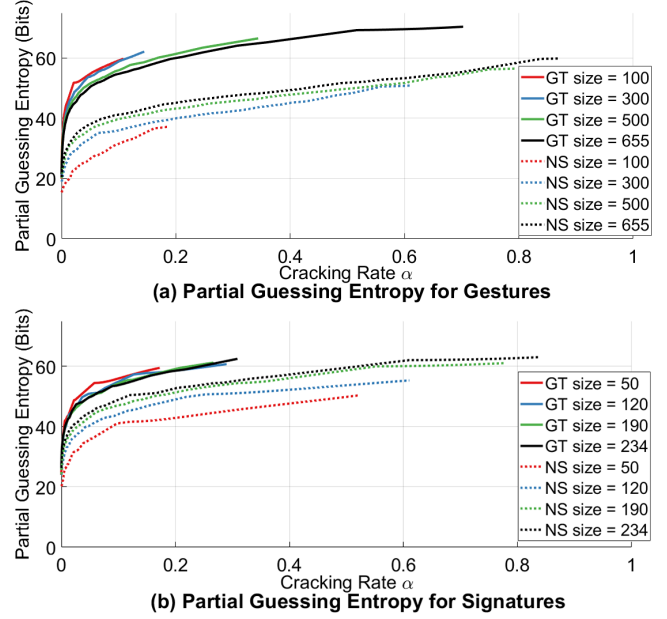 Partial Guessing Entropy (Bits)
60
40
20
0
0 0.2 0.4 0.6 0.8 1
GT size = 100
GT size = 300
GT size = 500
GT size = 655
NS size = 100
NS size = 300
NS size = 500
NS size = 655
Cracking Rate α
(a) Partial Guessing Entropy for Gestures
Partial Guessing Entropy (Bits)
60
40
20
0
0 0.2 0.4 0.6 0.8 1
GT size = 50
GT size = 120
GT size = 190
GT size = 234
NS size = 50
NS size = 120
NS size = 190
NS size = 234
Cracking Rate α
(b) Partial Guessing Entropy for Signatures